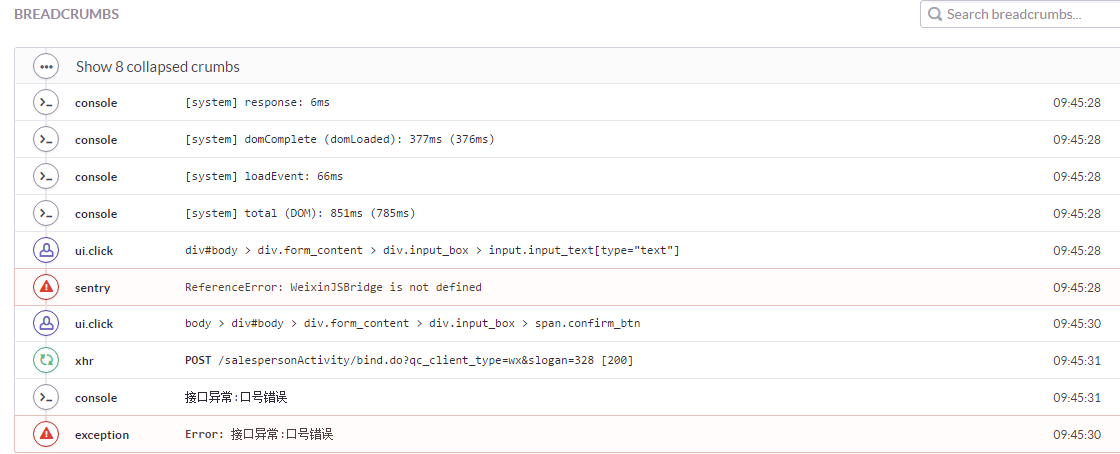 BREADCRUMBS
Search breadcrumbs...
Show 8 collapsed crumbs
console [system] response: 6ms 09:45:28
console [system] domComplete (domLoaded): 377ms (376ms) 09:45:28
console [system] loadEvent: 66ms 09:45:28
console [system] total (DOM): 851ms (785ms) 09:45:28
ui.click div#body > div.form_content > div.input_box > input.input_text[type="text"] 09:45:28
sentry ReferenceError: WeixinJSBridge is not defined 09:45:28
ui.click body > div#body > div.form_content > div.input_box > span.confirm_btn 09:45:30
xhr POST /salespersonActivity/bind.do?qc_client_type=wx&slogan=328 [200] 09:45:31
console 接口异常:口号错误 09:45:31
exception Error: 接口异常:口号错误 09:45:30